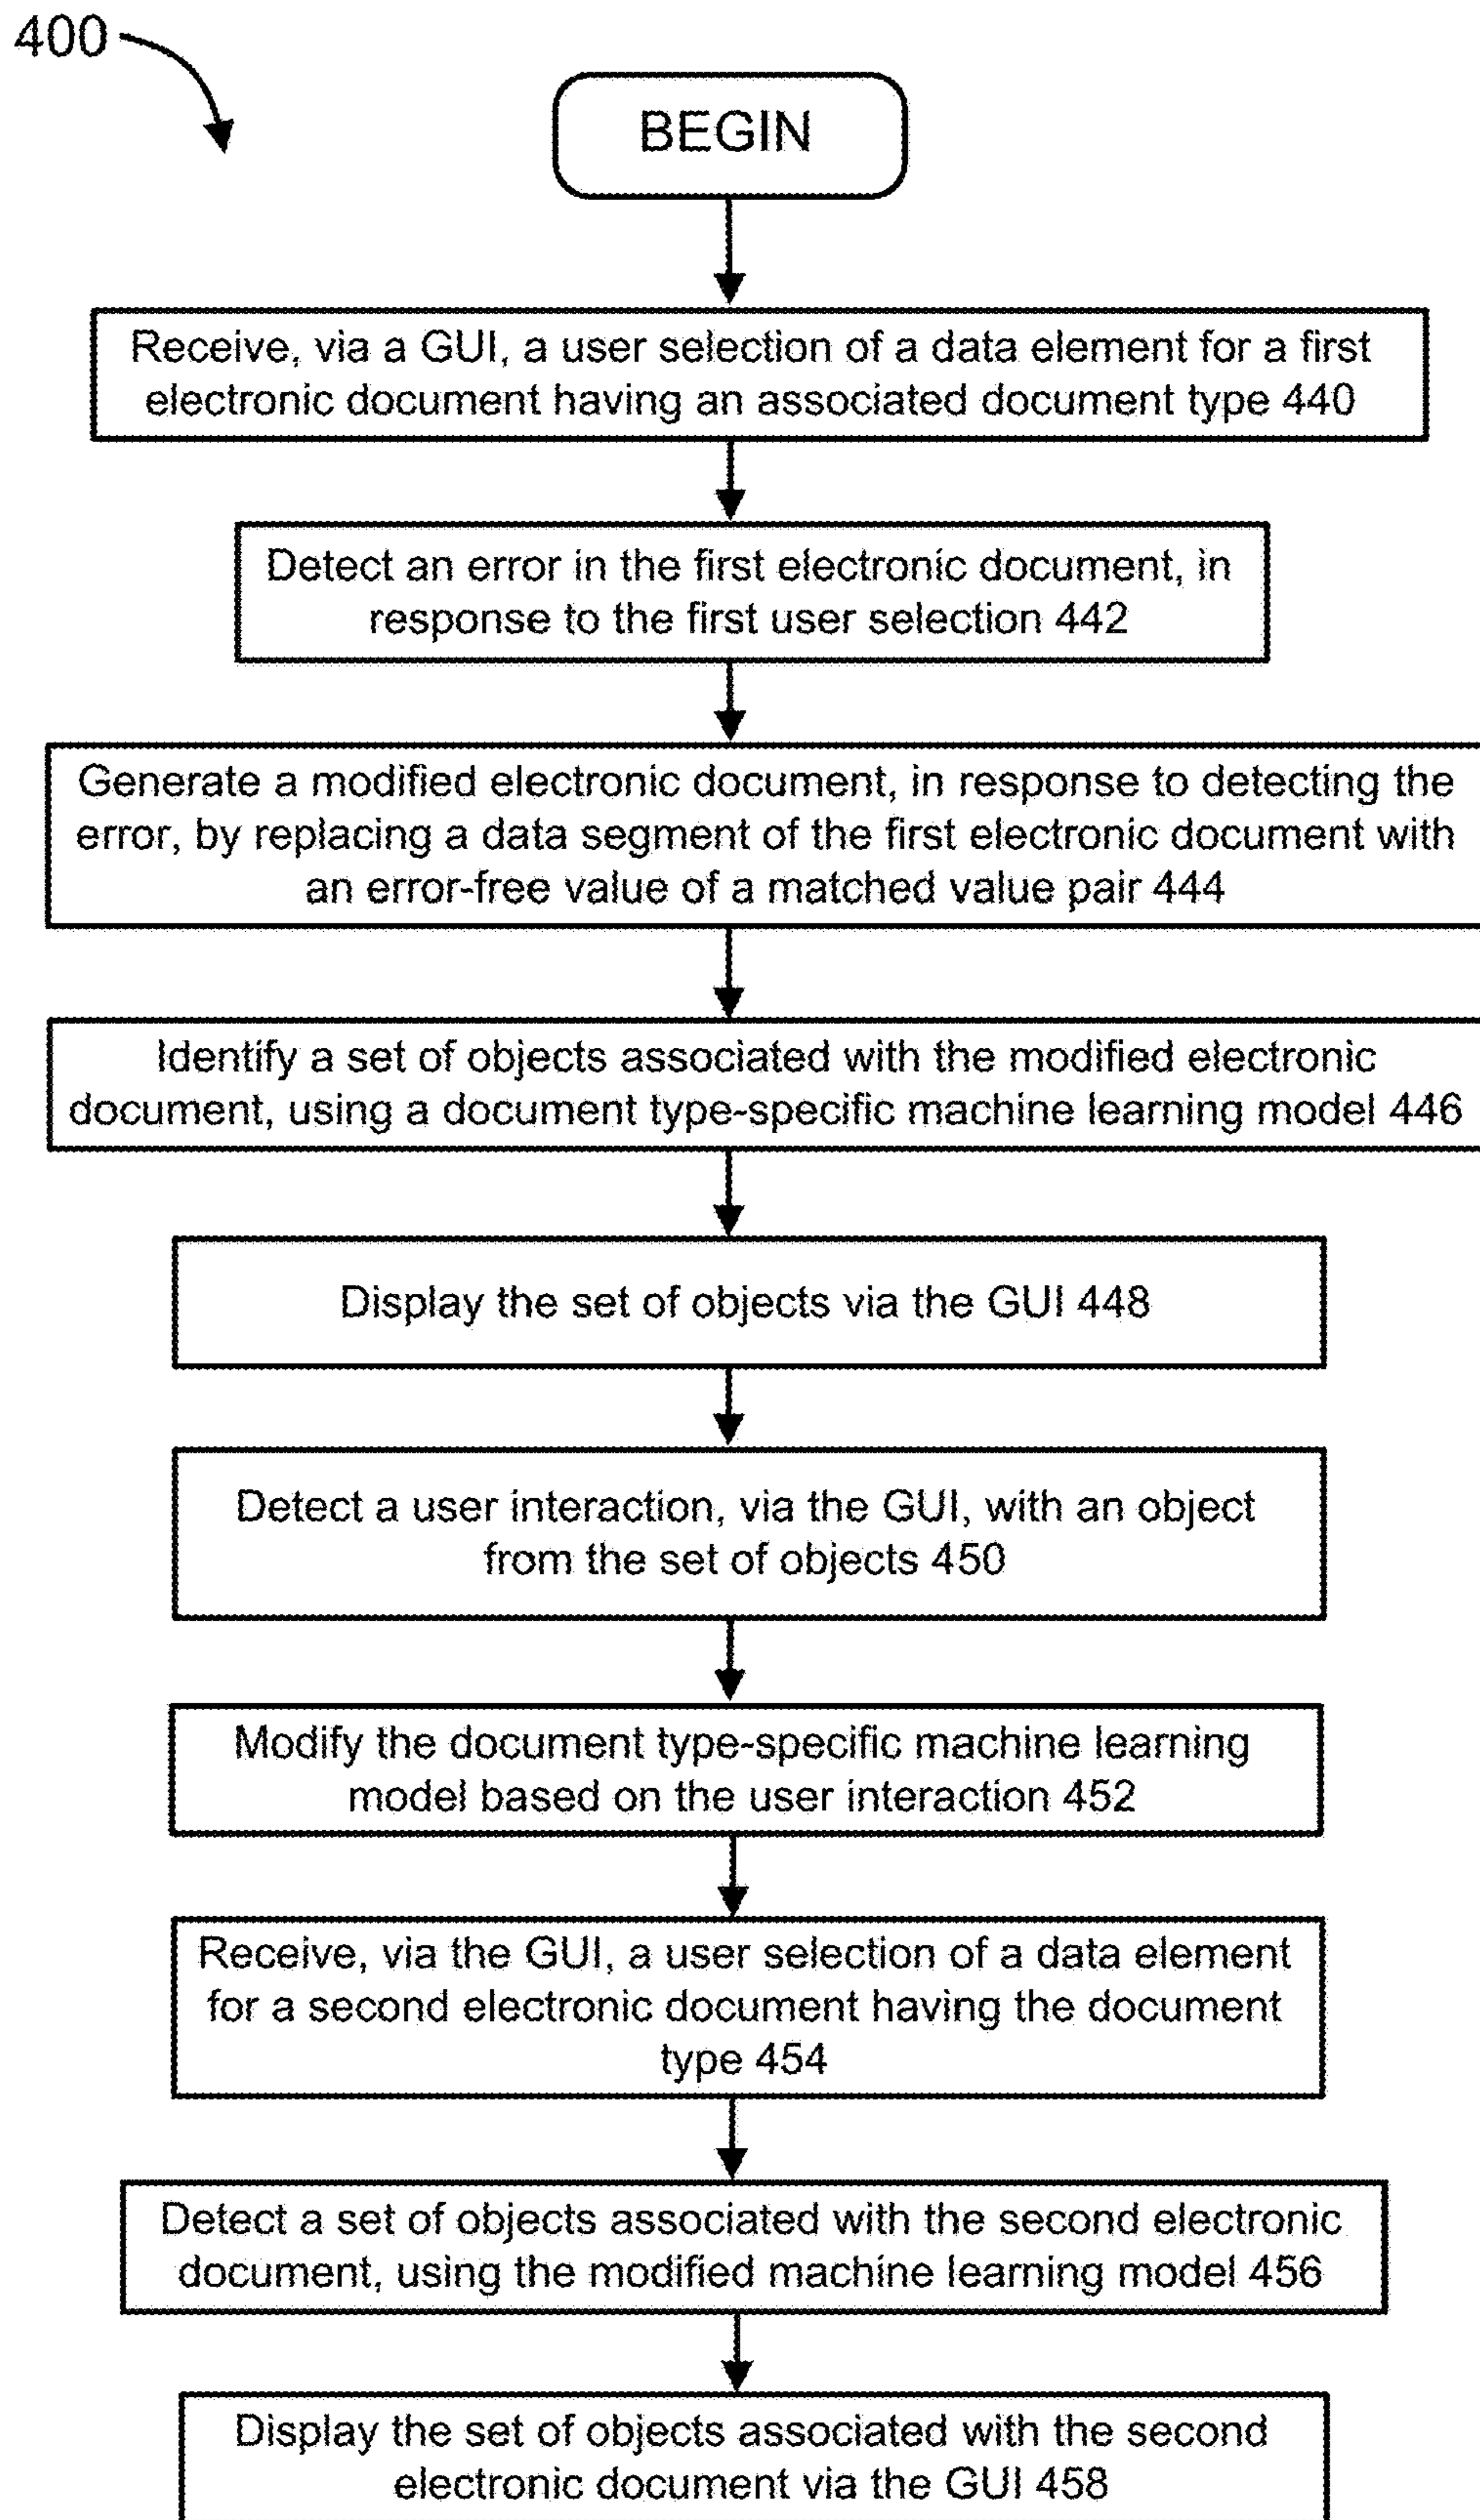 400
BEGIN
Receive, via a GUI, a user selection of a data element for a first
electronic document having an associated document type 440
Detect an error in the first electronic document, in
response to the first user selection 442
Generate a modified electronic document, in response to detecting the
error, by replacing a data segment of the first electronic document with
an error-free value of a matched value pair 444
Identify a set of objects associated with the modified electronic
document, using a document type-specific machine learning model 446
Display the set of objects via the GUI 448
Detect a user interaction, via the GUI, with an object
from the set of objects 450
Modify the document type-specific machine learning
model based on the user interaction 452
Receive, via the GUI, a user selection of a data element
for a second electronic document having the document
type 454
Detect a set of objects associated with the second electronic
document, using the modified machine learning model 456
Display the set of objects associated with the second
electronic document via the GUI 458